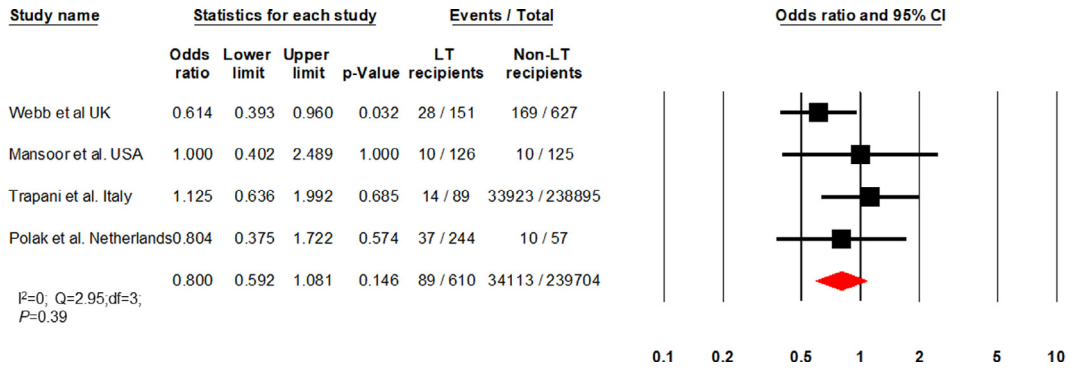 Study name Statistics for each study Events / Total Odds ratio and 95% CI
Odds Lower Upper LT Non-LT
ratio limit limit p-Value recipients recipients
Webb et al UK 0.614 0.393 0.960 0.032 28 / 151 169 / 627
Mansoor et al. USA 1.000 0.402 2.489 1.000 10 / 126 10 / 125
Trapani et al. Italy 1.125 0.636 1.992 0.685 14 / 89 33923 / 238895
Polak et al. Netherlands 0.804 0.375 1.722 0.574 37 / 244 10 / 57
0.800 0.592 1.081 0.146 89 / 610 34113 / 239704
I²=0; Q=2.95;df=3;
P=0.39
0.1 0.2 0.5 1 2 5 10